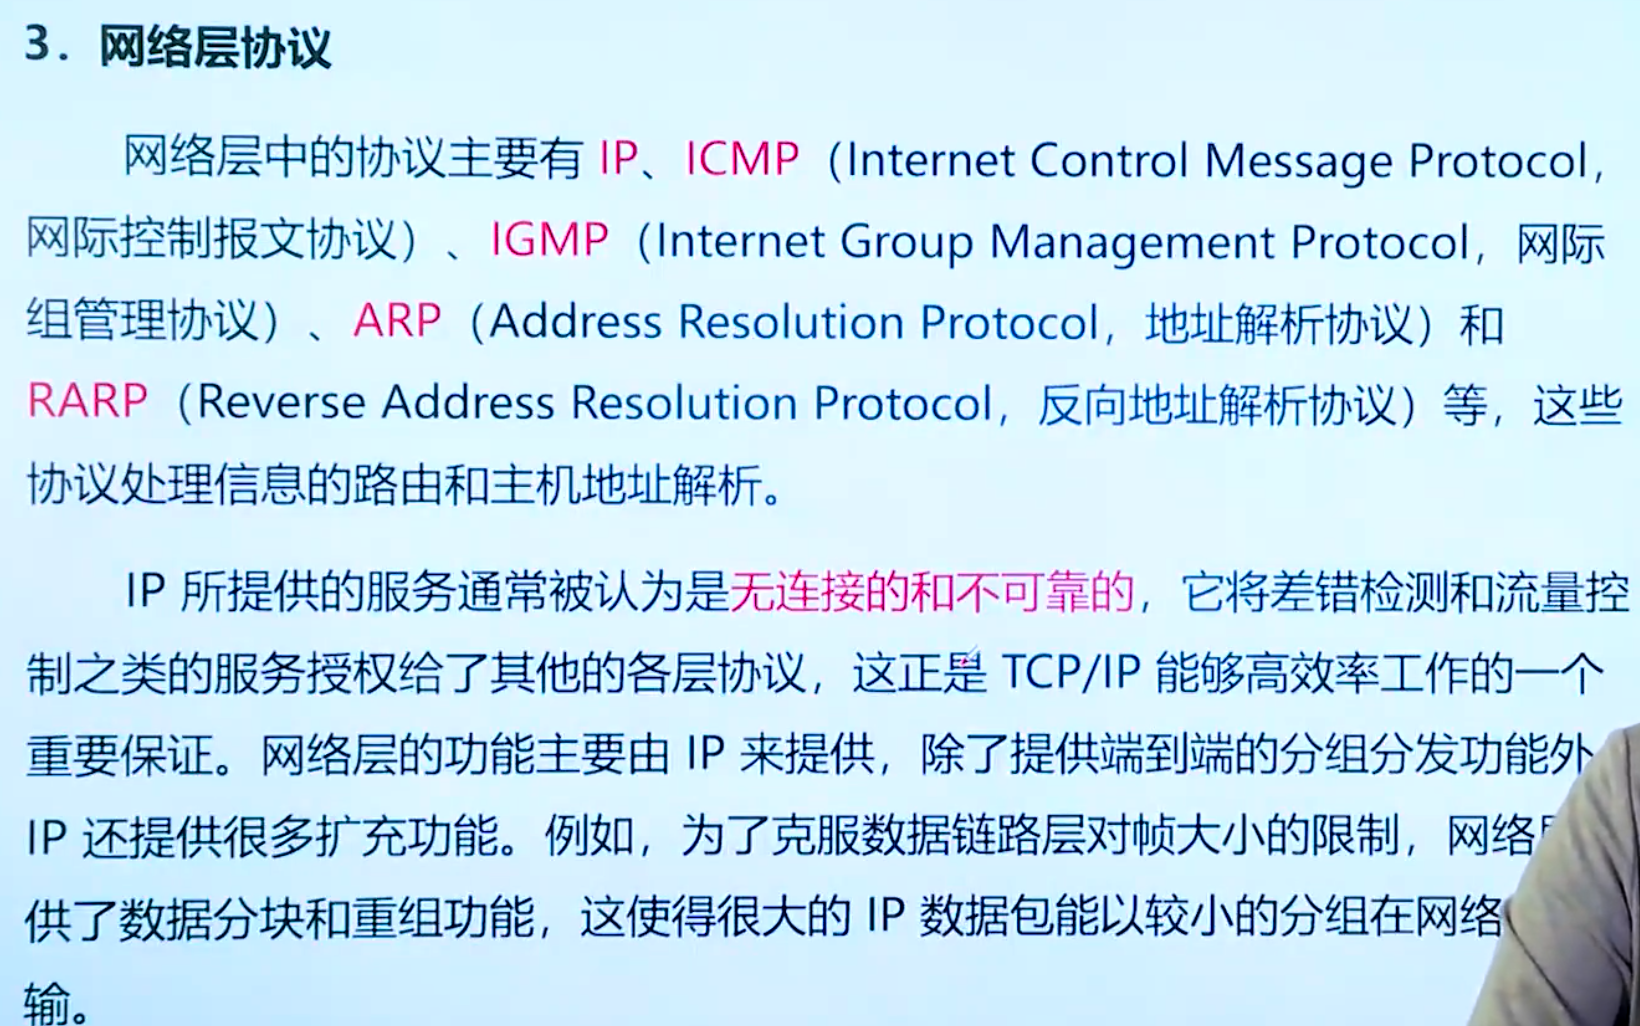 3. 网络层协议
网络层中的协议主要有 IP、ICMP（Internet Control Message Protocol，
网际控制报文协议）、IGMP（Internet Group Management Protocol，网际
组管理协议）、ARP（Address Resolution Protocol，地址解析协议）和
RARP（Reverse Address Resolution Protocol，反向地址解析协议）等，这些
协议处理信息的路由和主机地址解析。
IP 所提供的服务通常被认为是无连接的和不可靠的，它将差错检测和流量控
制之类的服务授权给了其他的各层协议，这正是 TCP/IP 能够高效率工作的一个
重要保证。网络层的功能主要由 IP 来提供，除了提供端到端的分组分发功能外
IP 还提供很多扩充功能。例如，为了克服数据链路层对帧大小的限制，网络
供了数据分块和重组功能，这使得很大的 IP 数据包能以较小的分组在网络
输。